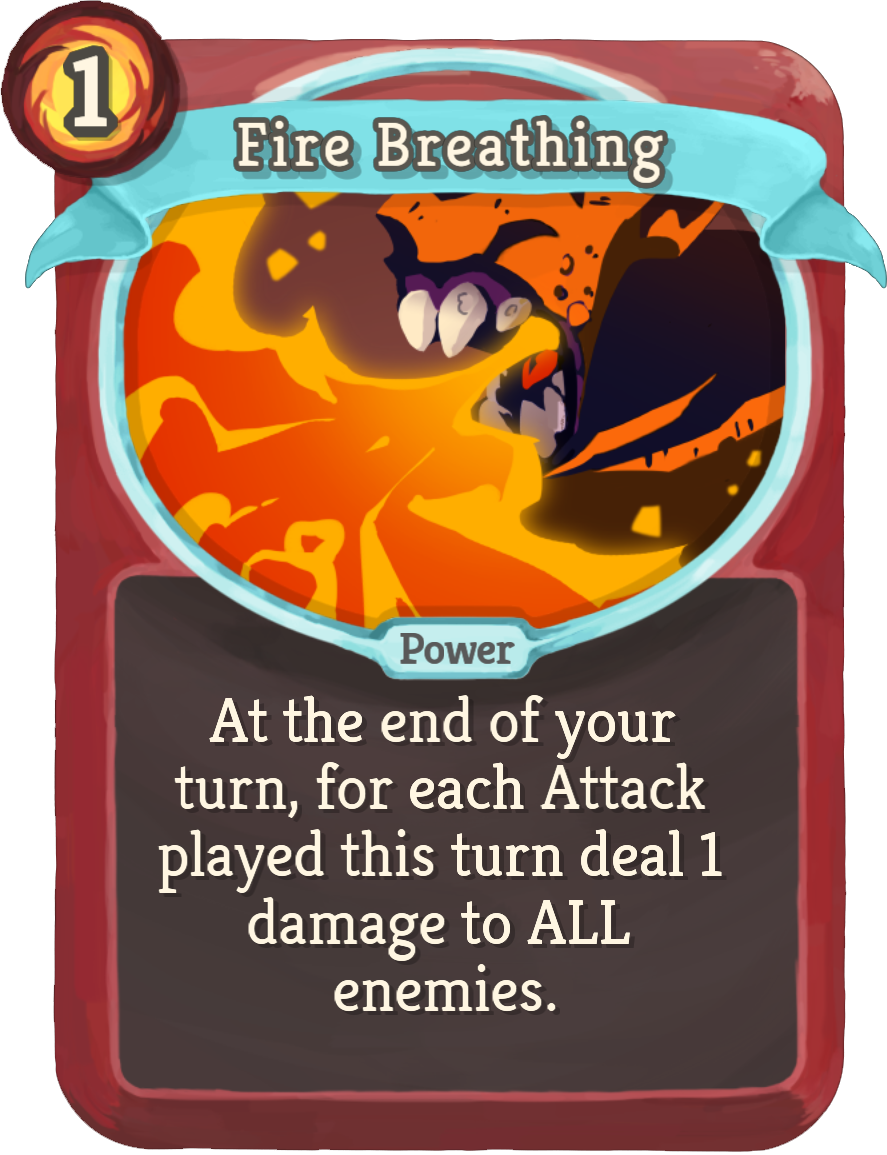 1
Fire Breathing
Power
At the end of your
turn, for each Attack
played this turn deal 1
damage to ALL
enemies.